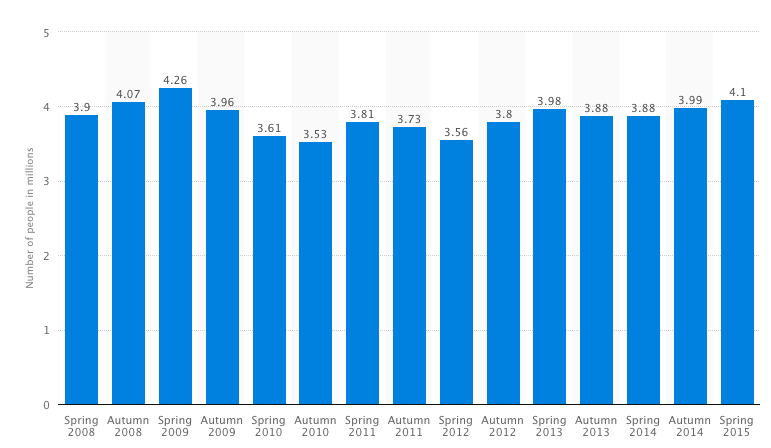 5
4
3
2
1
0
Number of people in millions
3.9
4.07
4.26
3.96
3.61
3.53
3.81
3.73
3.56
3.8
3.98
3.88
3.88
3.99
4.1
Spring
2008
Autumn
2008
Spring
2009
Autumn
2009
Spring
2010
Autumn
2010
Spring
2011
Autumn
2011
Spring
2012
Autumn
2012
Spring
2013
Autumn
2013
Spring
2014
Autumn
2014
Spring
2015